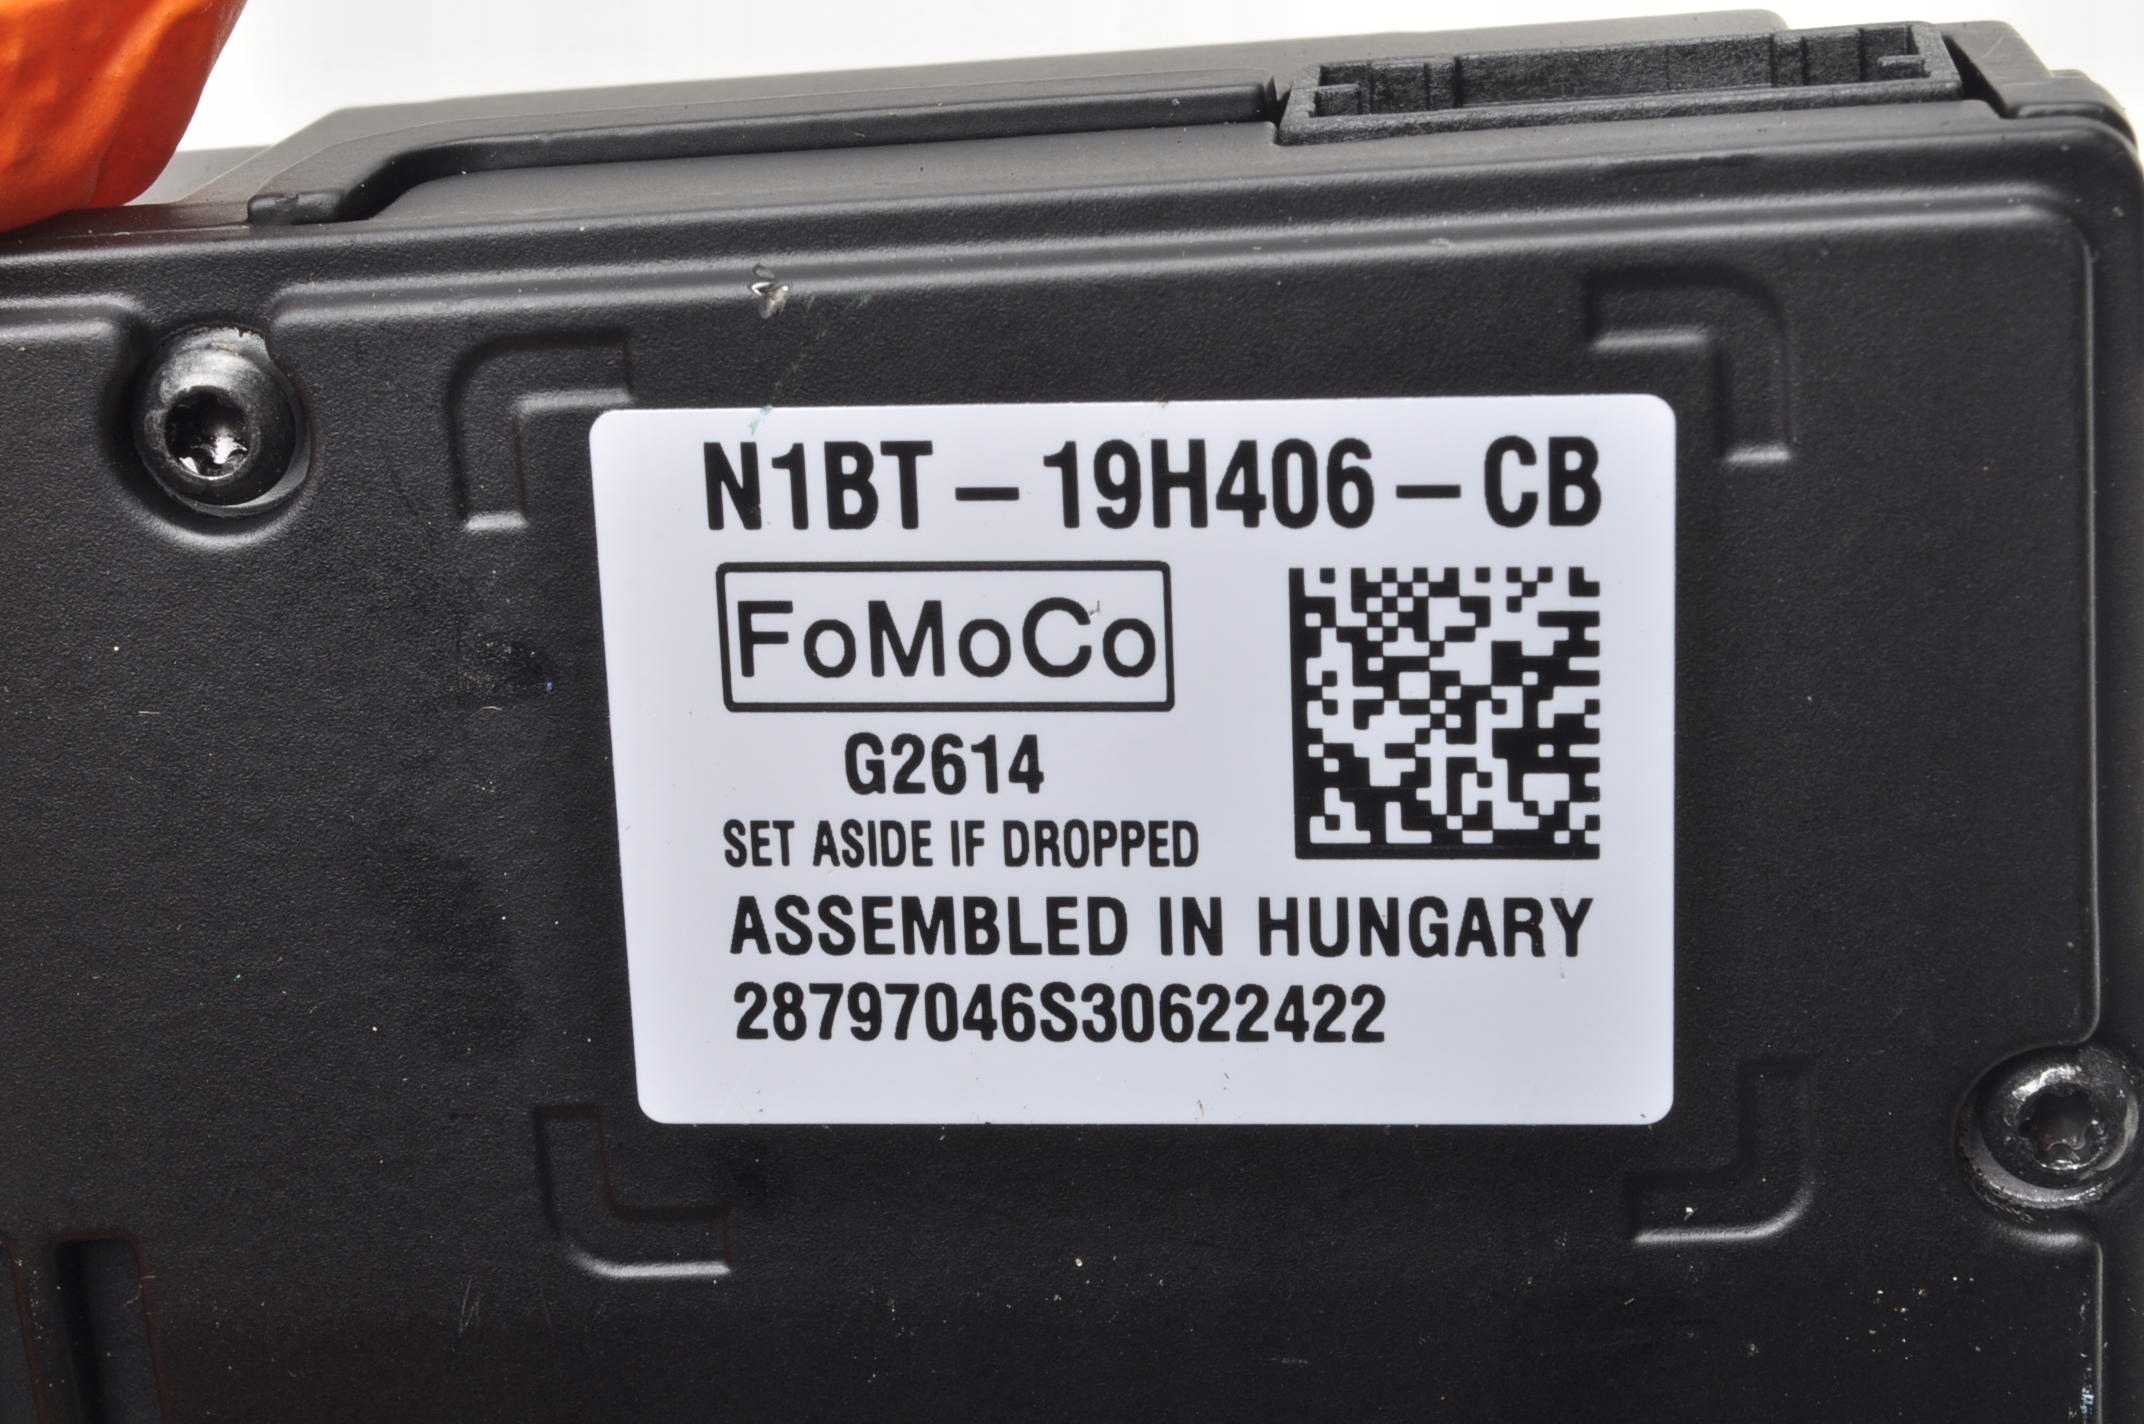 N1BT - 19H406 - CB
FoMoCo
G2614
SET ASIDE IF DROPPED
ASSEMBLED IN HUNGARY
28797046S30622422